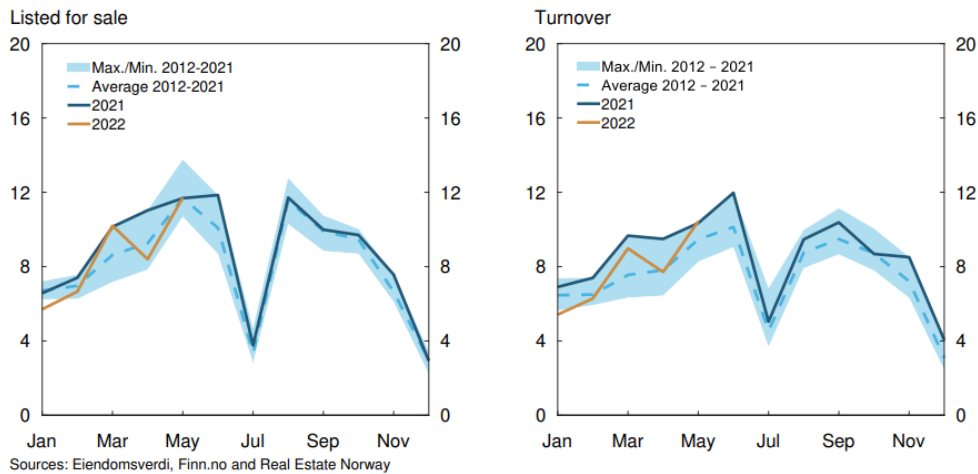 Listed for sale
20 20
Max./Min. 2012-2021
Average 2012-2021
2021
2022
16 16
12 12
8 8
4 4
0 0
Jan Mar May Jul Sep Nov
Turnover
20 20
Max./Min. 2012 – 2021
Average 2012 – 2021
2021
2022
16 16
12 12
8 8
4 4
0 0
Jan Mar May Jul Sep Nov
Sources: Eiendomsverdi, Finn.no and Real Estate Norway